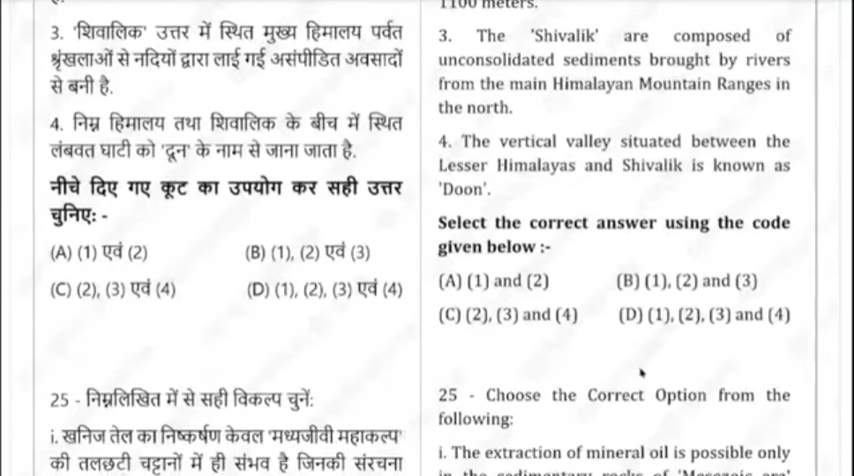 3. 'शिवालिक' उत्तर में स्थित मुख्य हिमालय पर्वत
श्रृंखलाओं से नदियों द्वारा लाई गई असंपीडित अवसादों
से बनी है.
4. निम्न हिमालय तथा शिवालिक के बीच में स्थित
लंबवत घाटी को 'दून' के नाम से जाना जाता है.
नीचे दिए गए कूट का उपयोग कर सही उत्तर
चुनिए: -
(A) (1) एवं (2) (B) (1), (2) एवं (3)
(C) (2), (3) एवं (4) (D) (1), (2), (3) एवं (4)
25 - निम्नलिखित में से सही विकल्प चुनें:
i. खनिज तेल का निष्कर्षण केवल 'मध्यजीवी महाकल्प'
की तलछटी चट्टानों में ही संभव है जिनकी संरचना
1100 meters.
3. The 'Shivalik' are composed of
unconsolidated sediments brought by rivers
from the main Himalayan Mountain Ranges in
the north.
4. The vertical valley situated between the
Lesser Himalayas and Shivalik is known as
'Doon'.
Select the correct answer using the code
given below :-
(A) (1) and (2) (B) (1), (2) and (3)
(C) (2), (3) and (4) (D) (1), (2), (3) and (4)
25 - Choose the Correct Option from the
following:
i. The extraction of mineral oil is possible only
in the sedimentary rocks of 'Mesozoic era'